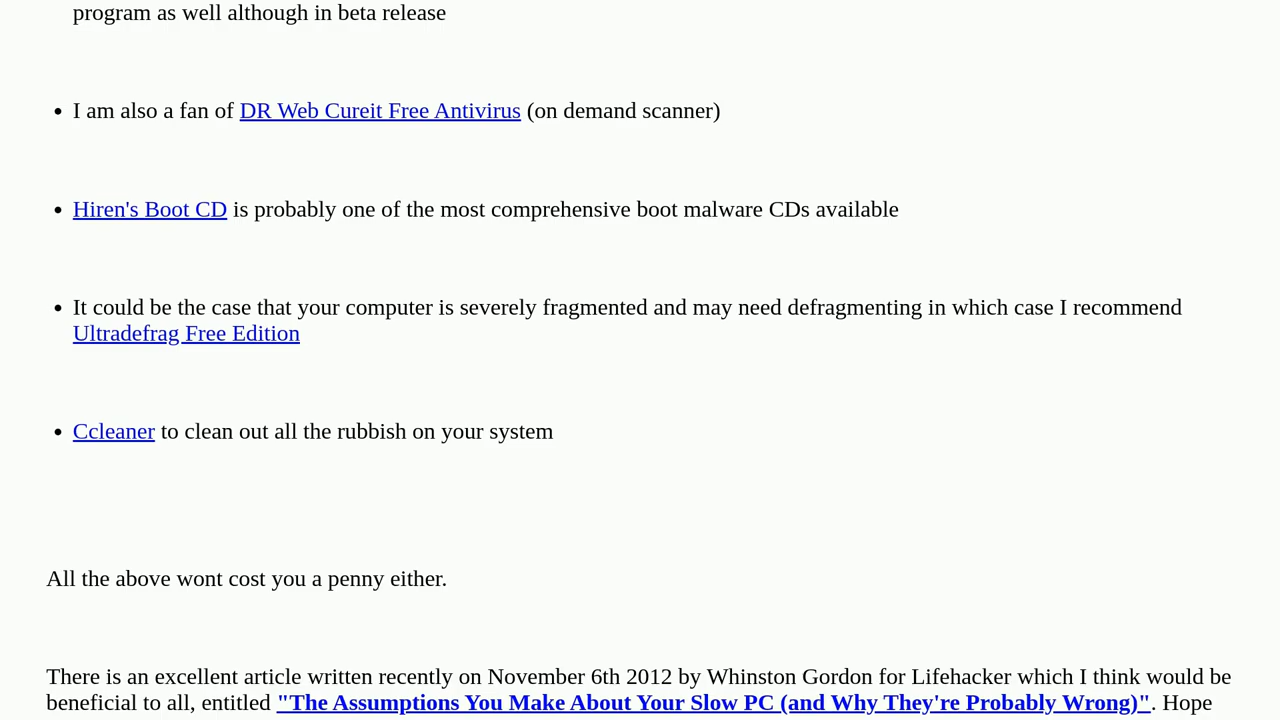 program as well although in beta release
• I am also a fan of DR Web Cureit Free Antivirus (on demand scanner)
• Hiren's Boot CD is probably one of the most comprehensive boot malware CDs available
• It could be the case that your computer is severely fragmented and may need defragmenting in which case I recommend
Ultradefrag Free Edition
• Ccleaner to clean out all the rubbish on your system
All the above wont cost you a penny either.
There is an excellent article written recently on November 6th 2012 by Whinston Gordon for Lifehacker which I think would be
beneficial to all, entitled "The Assumptions You Make About Your Slow PC (and Why They're Probably Wrong)". Hope